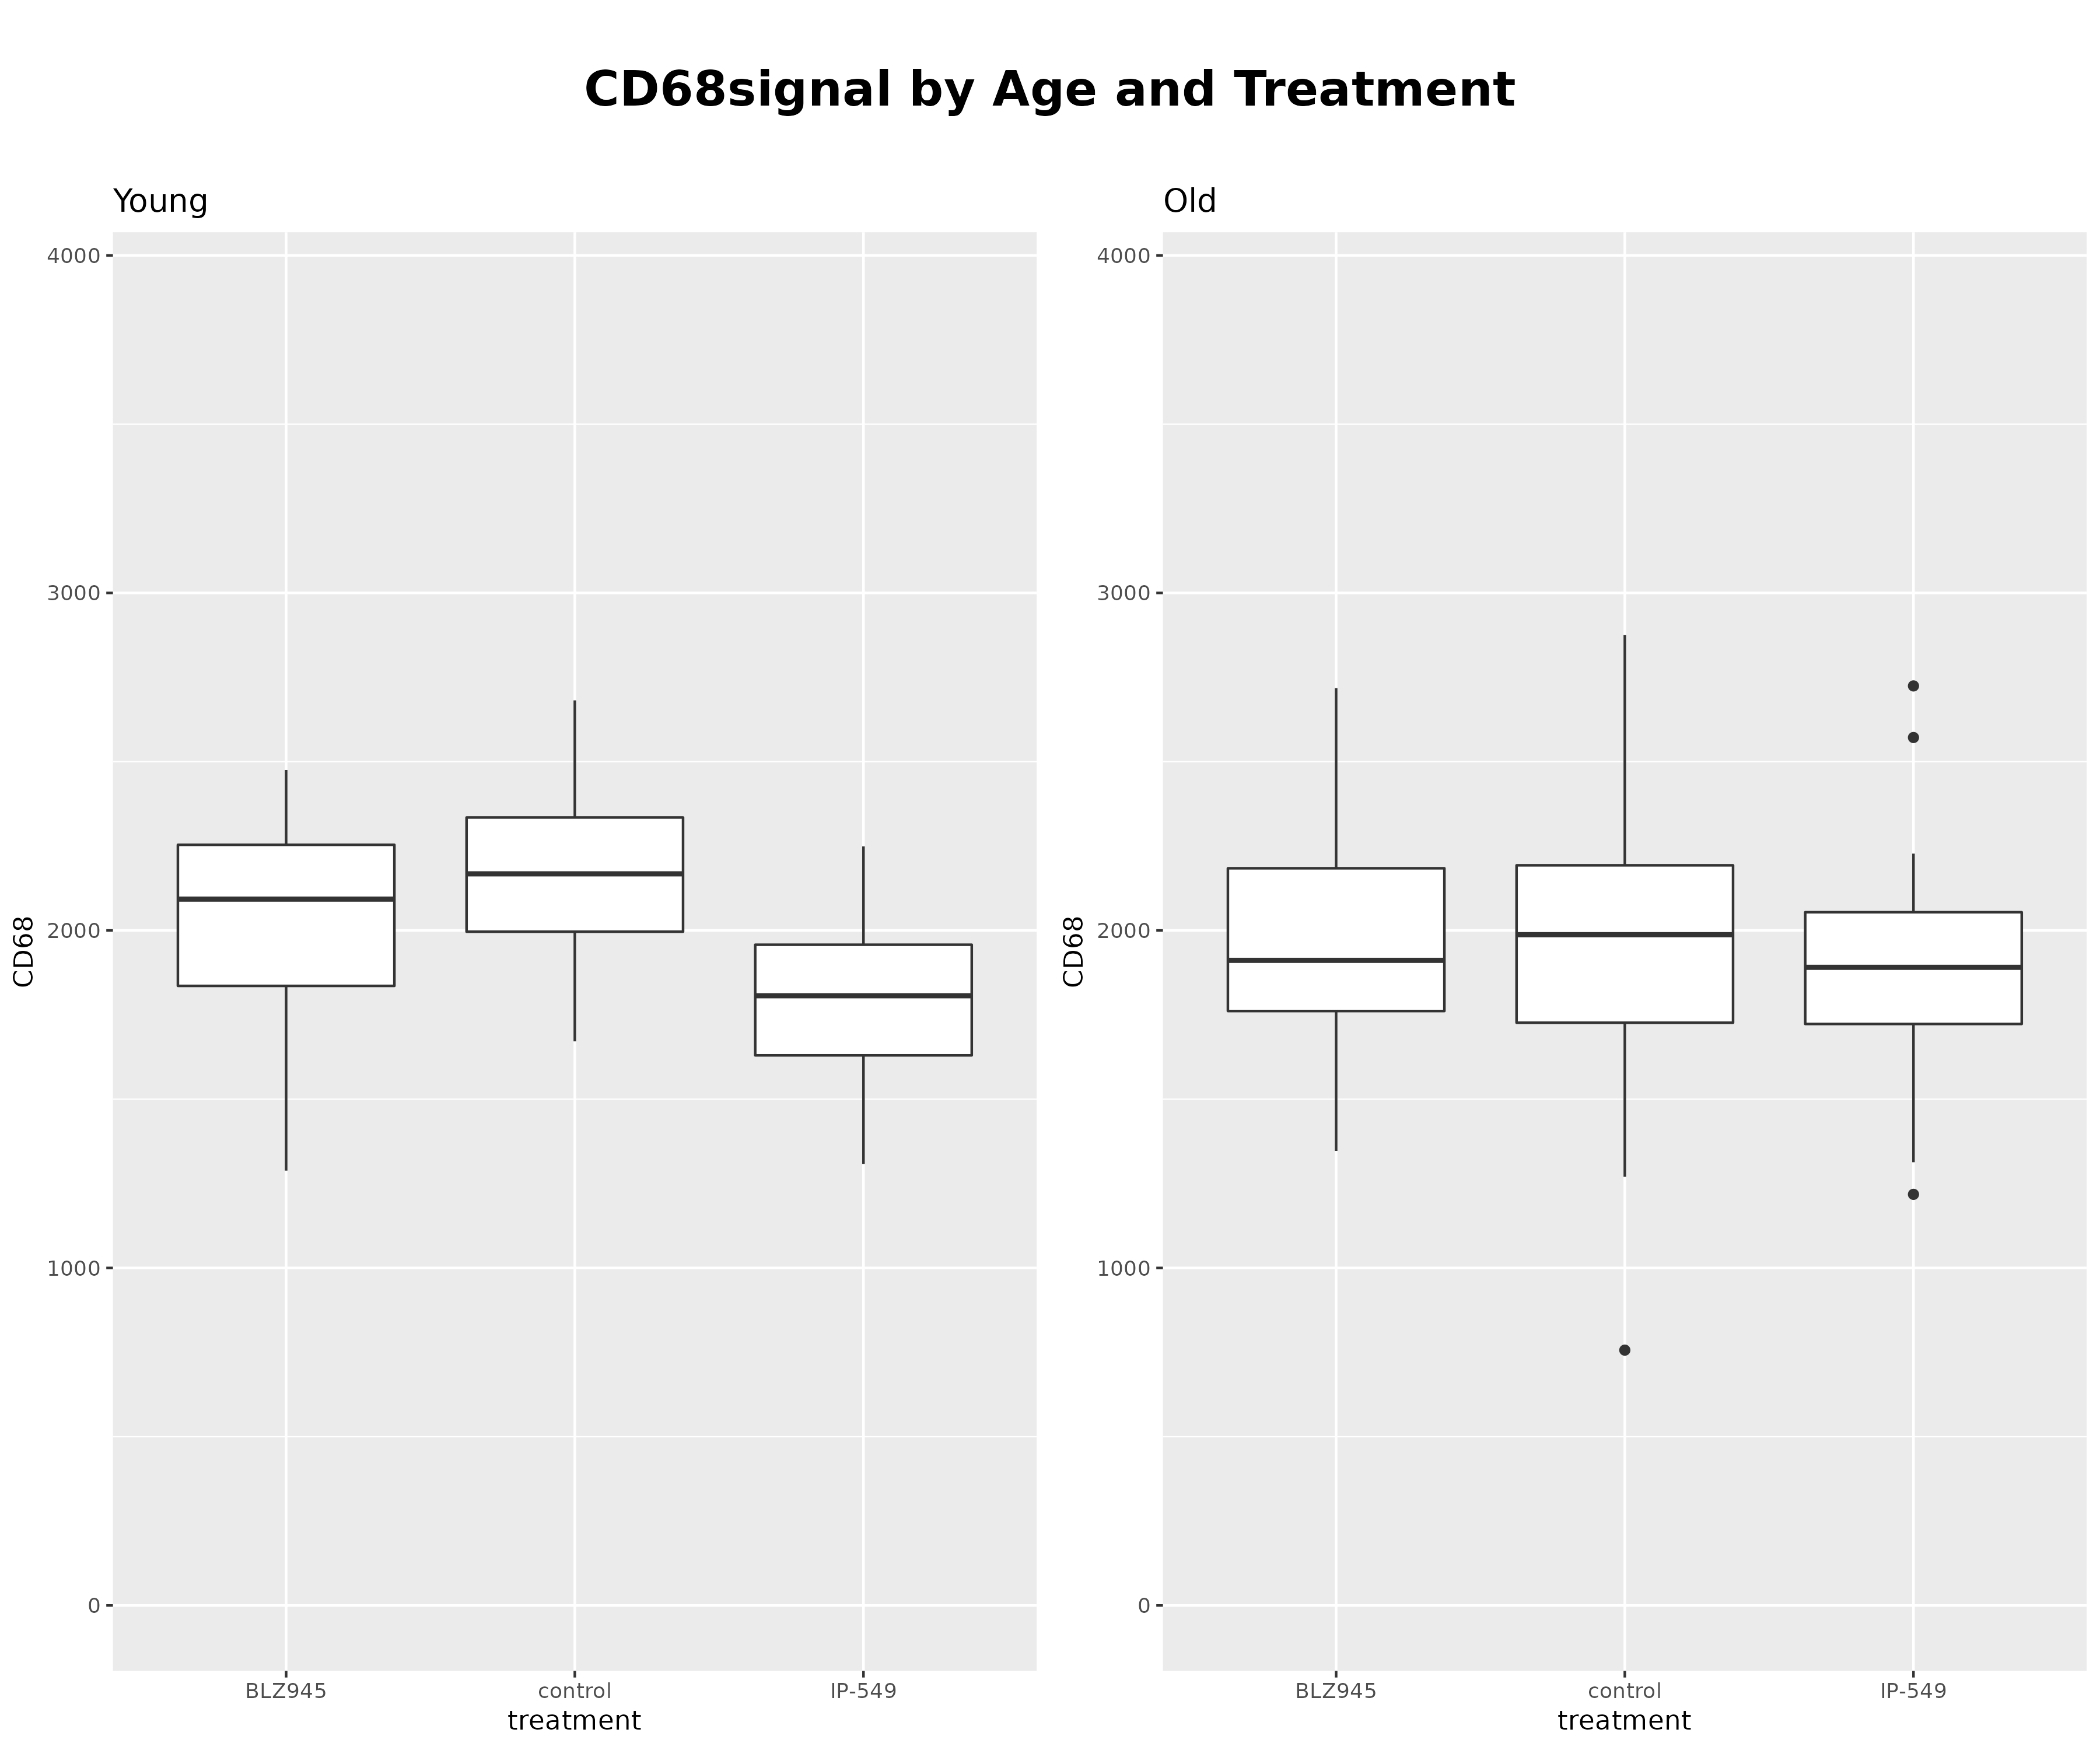 CD68signal by Age and Treatment
Young
4000
3000
2000
1000
0
CD68
BLZ945 control IP-549
treatment
Old
4000
3000
2000
1000
0
CD68
BLZ945 control IP-549
treatment